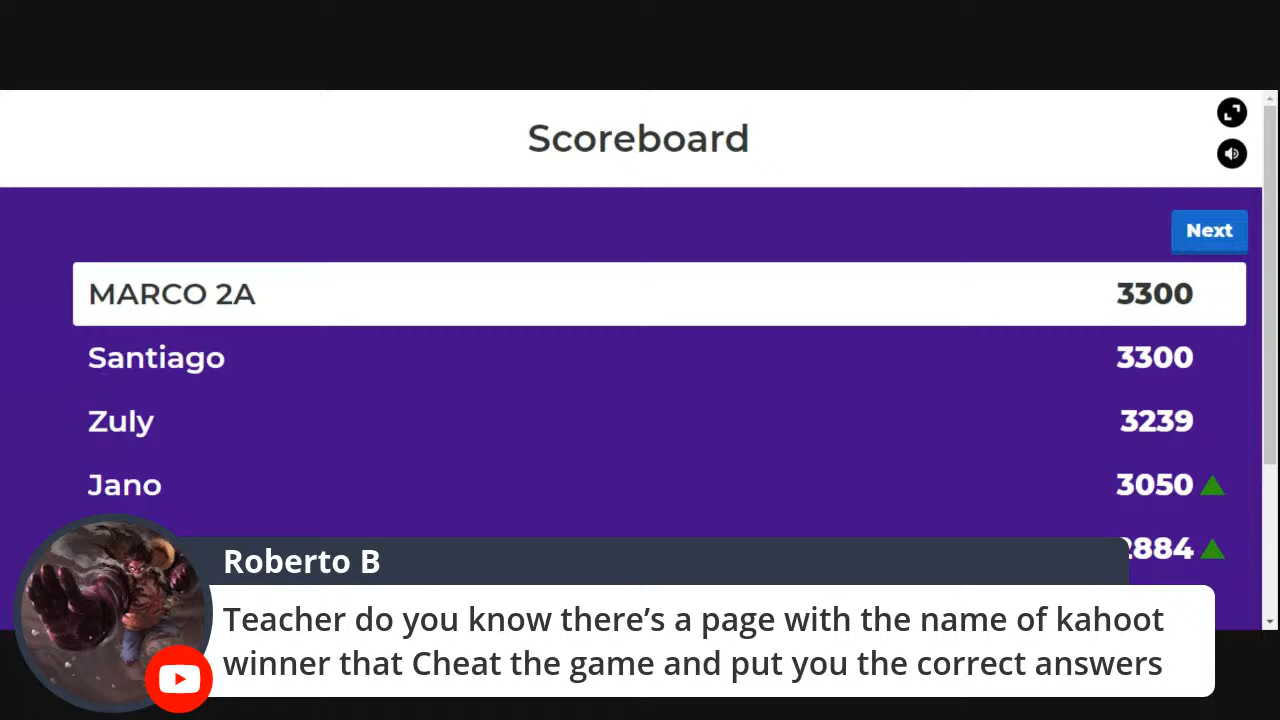 Scoreboard
Next
MARCO 2A 3300
Santiago 3300
Zuly 3239
Jano 3050
884
Roberto B
Teacher do you know there’s a page with the name of kahoot
winner that Cheat the game and put you the correct answers